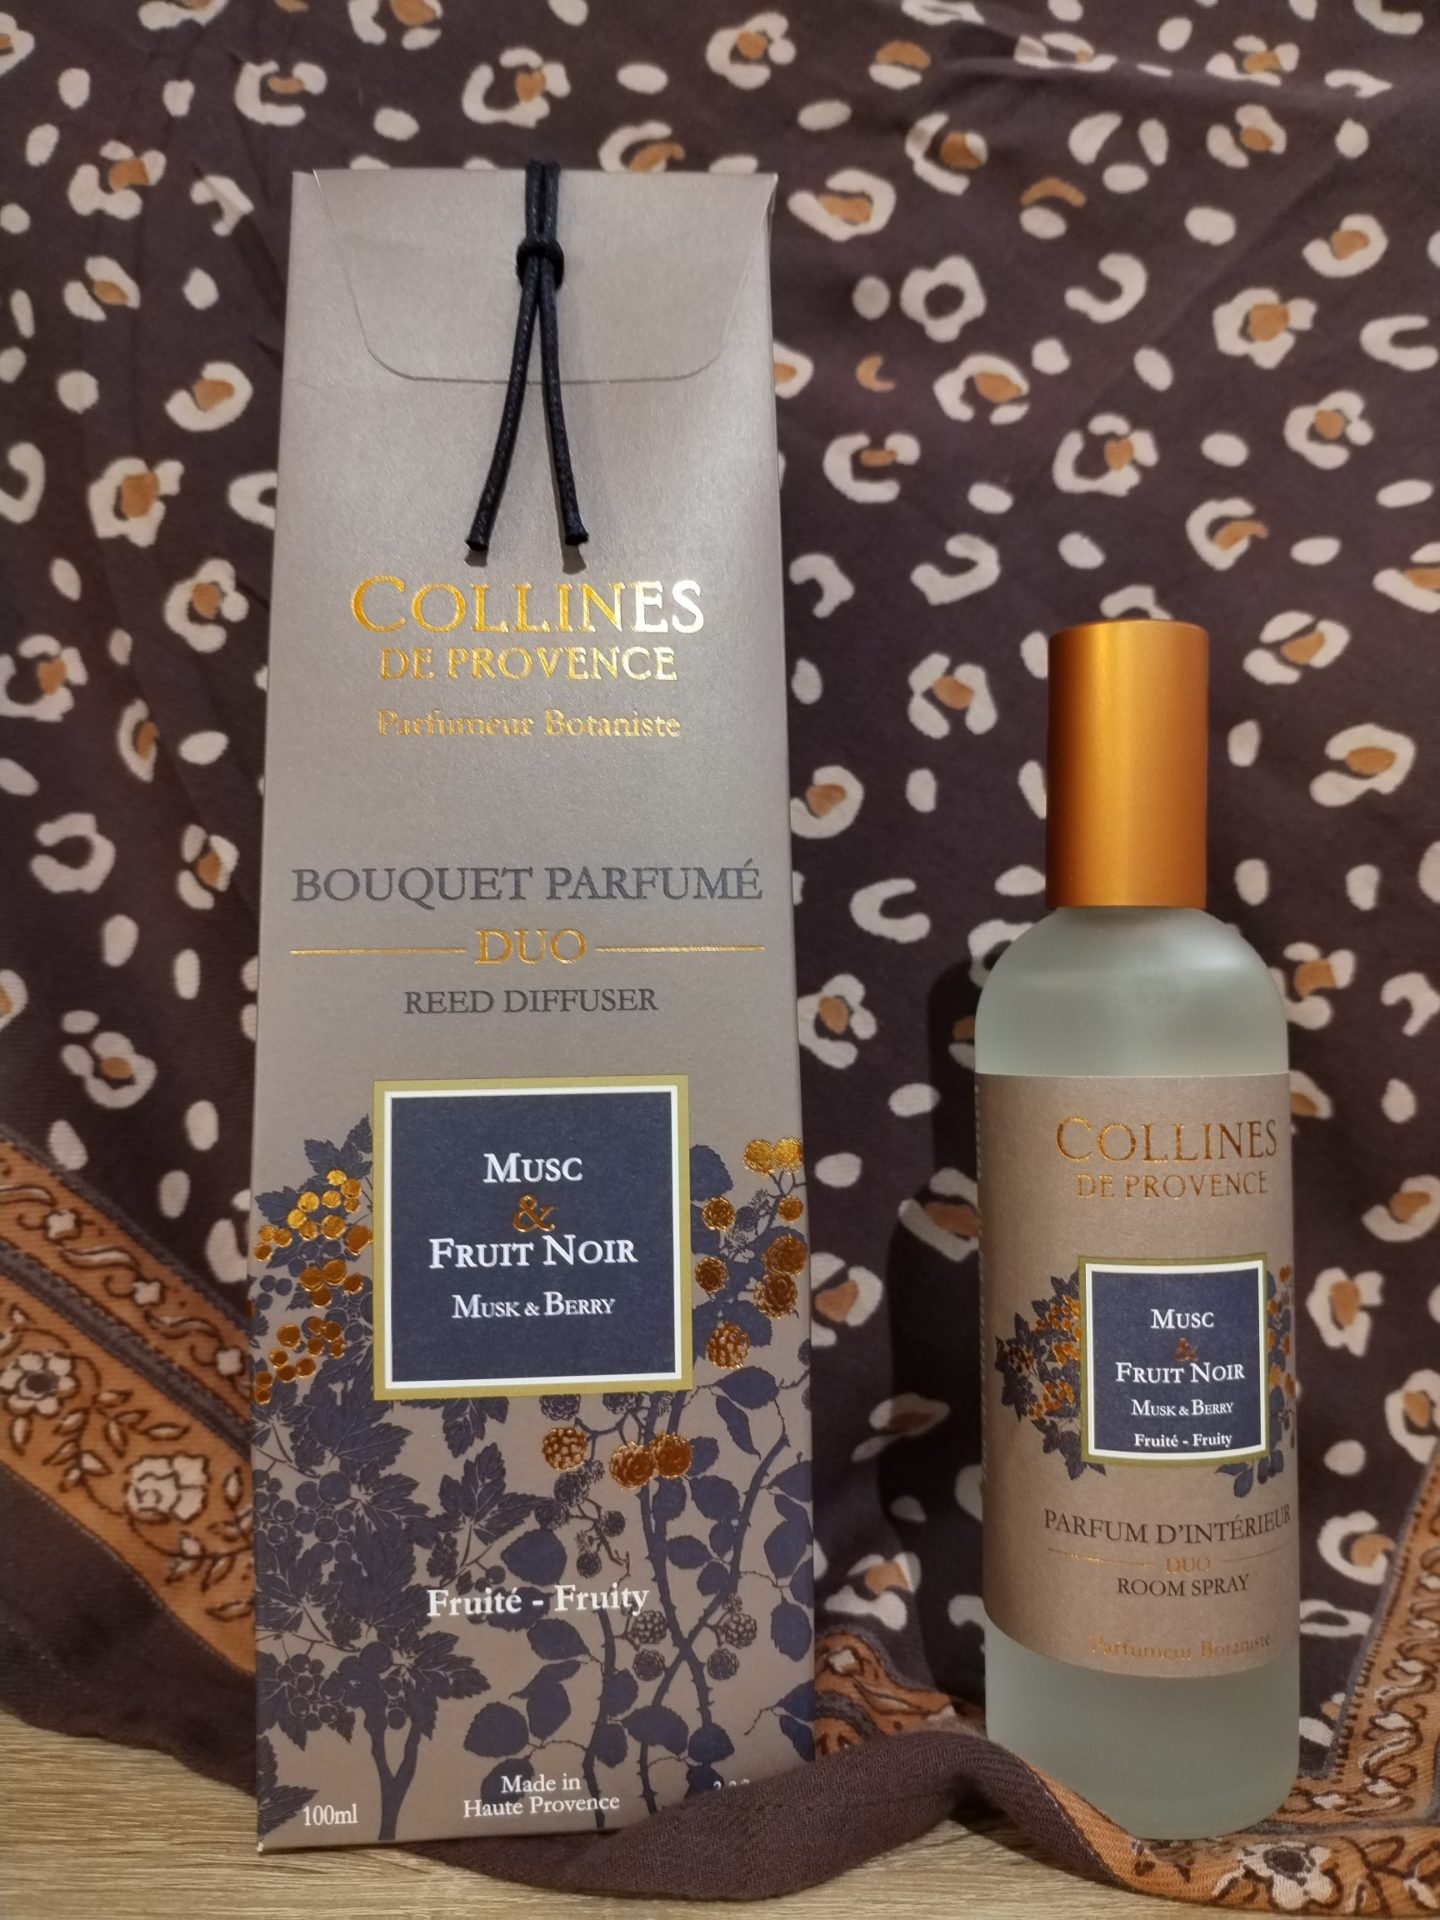 COLLINES
DE PROVENCE
Parfumeur Botaniste
BOUQUET PARFUMÉ
DUO
REED DIFFUSER
MUSC
&
FRUIT NOIR
MUSK & BERRY
Fruité - Fruity
100ml
Made in
Haute Provence
COLLINES
DE PROVENCE
MUSC
&
FRUIT NOIR
MUSK & BERRY
Fruité - Fruity
PARFUM D'INTÉRIEUR
DUO
ROOM SPRAY
Parfumeur Botaniste